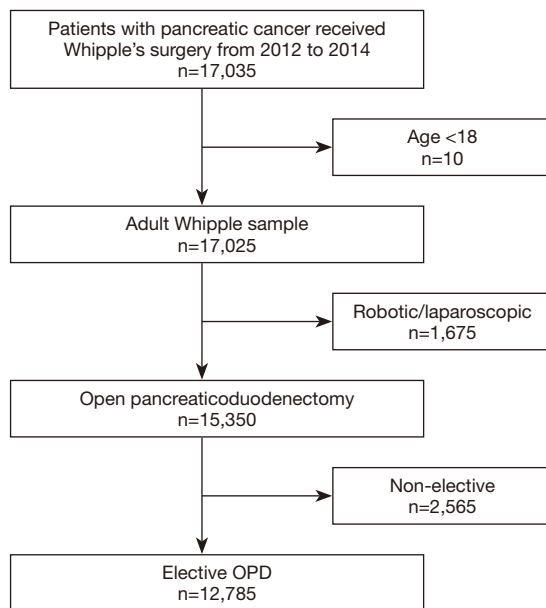 Patients with pancreatic cancer received
Whipple's surgery from 2012 to 2014
n=17,035
Age <18
n=10
Adult Whipple sample
n=17,025
Robotic/laparoscopic
n=1,675
Open pancreaticoduodenectomy
n=15,350
Non-elective
n=2,565
Elective OPD
n=12,785